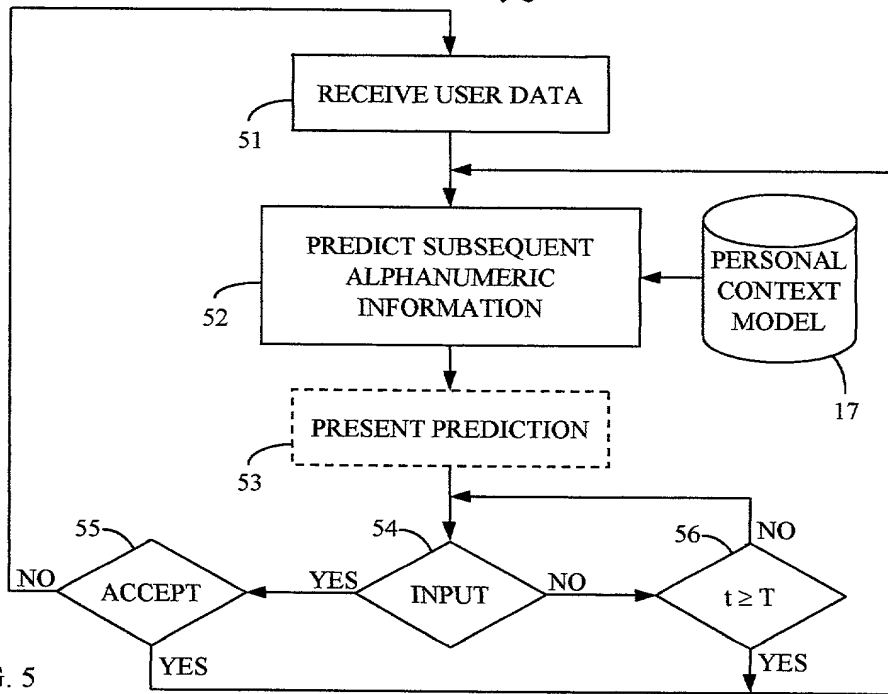 RECEIVE USER DATA
51
PREDICT SUBSEQUENT
ALPHANUMERIC
INFORMATION
52
PERSONAL
CONTEXT
MODEL
17
PRESENT PREDICTION
53
55
54
56
NO
NO
ACCEPT
YES
INPUT
NO
t ≥ T
YES
YES
. 5